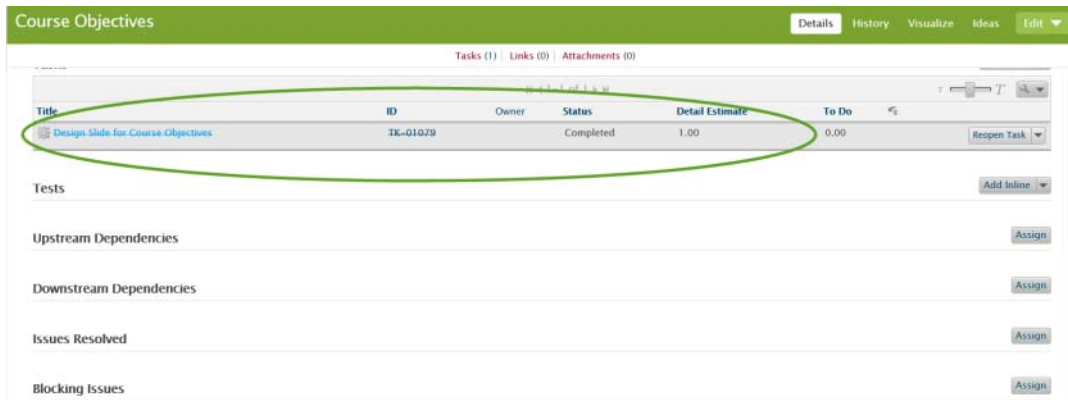 Course Objectives Details History Visualize Ideas Edit
Tasks (1) Links (0) Attachments (0)
T T
Title ID Owner Status Detail Estimate To Do
Design Slide for Course Objectives TK-01079 Completed 1.00 0.00 Reopen Task
Tests Add Inline
Upstream Dependencies Assign
Downstream Dependencies Assign
Issues Resolved Assign
Blocking Issues Assign